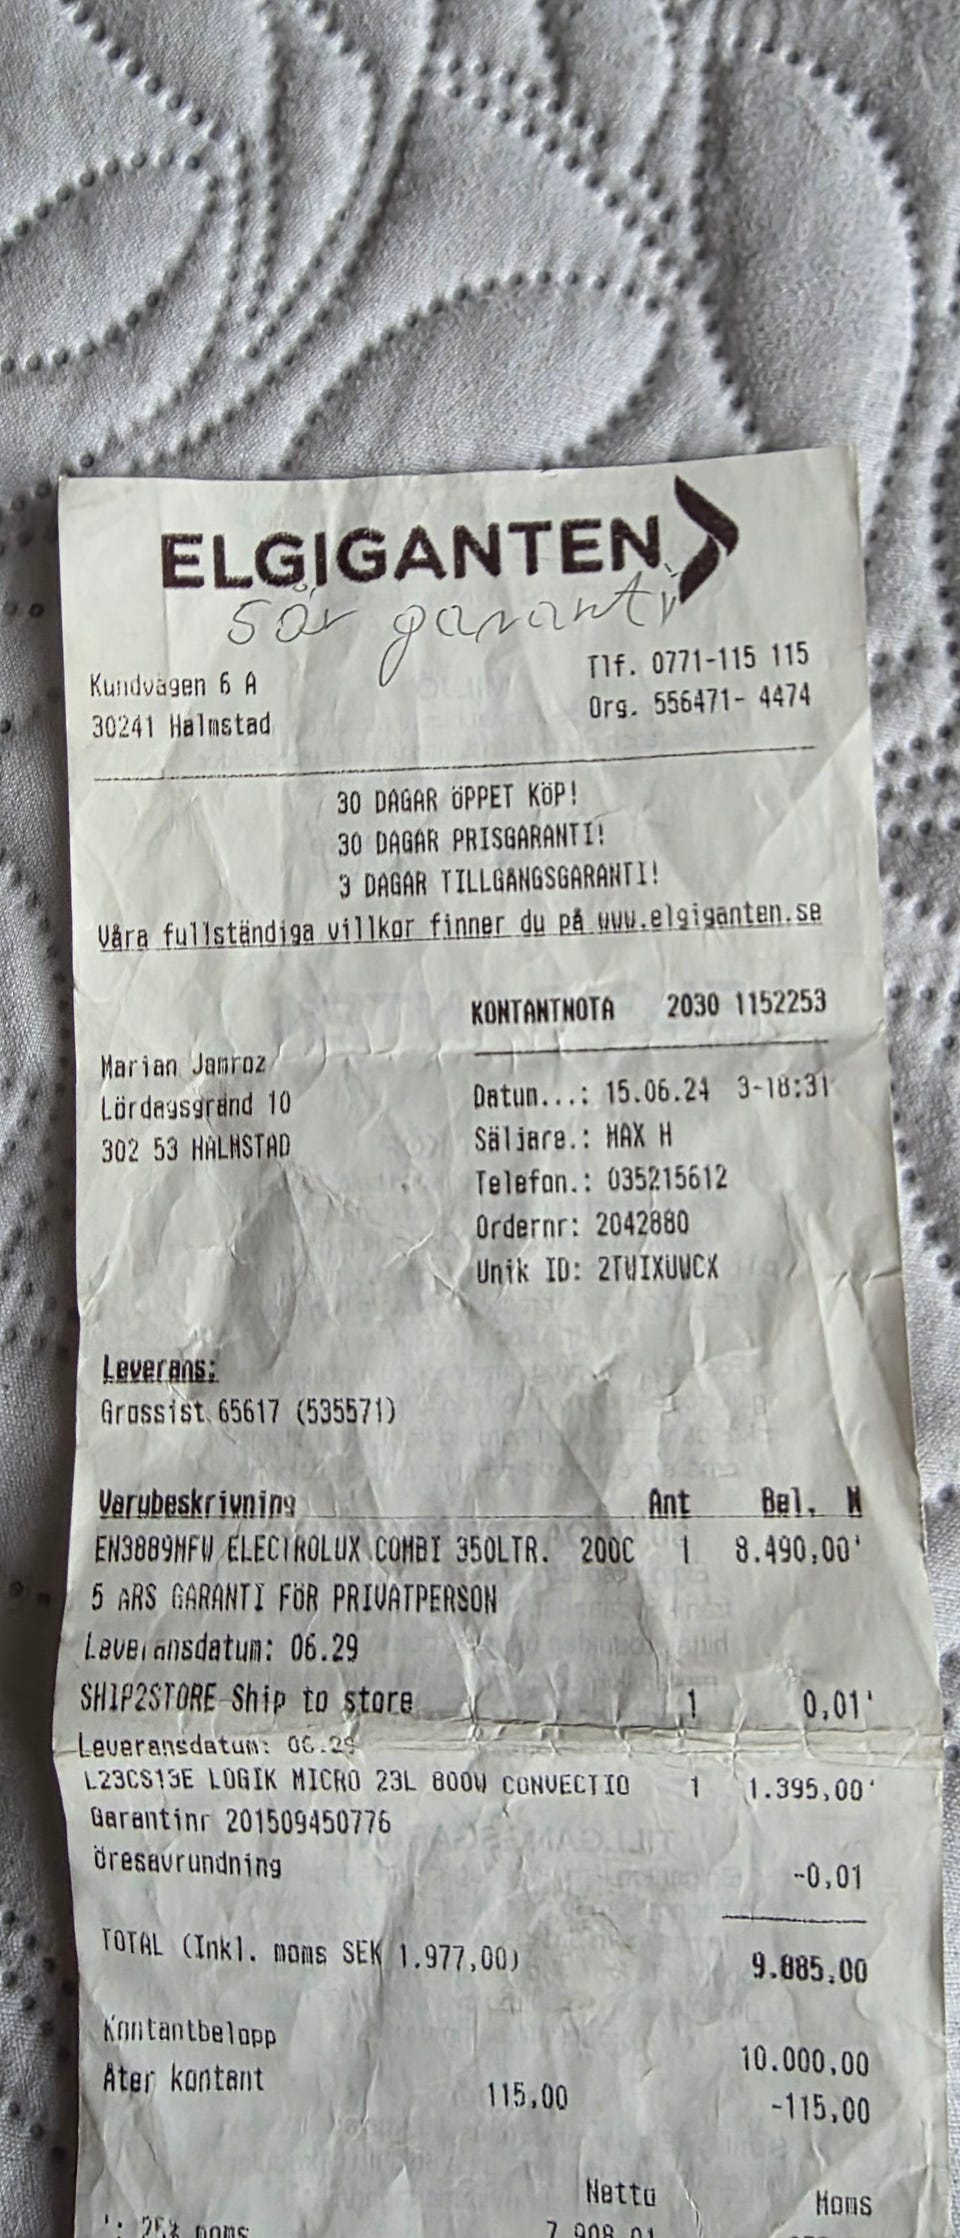 ELGIGANTEN
5år garanti
Kundvägen 6 A Tlf. 0771-115 115
30241 Halmstad Org. 556471- 4474
30 DAGAR ÖPPET KÖP!
30 DAGAR PRISGARANTI!
3 DAGAR TILLGANGSGARANTI!
Våra fullständiga villkor finner du på www.elgiganten.se
KONTANTNOTA 2030 1152253
Marian Jamroz
Lördagsgränd 10
302 53 HALMSTAD
Datum...: 15.06.24 3-18:31
Säljare.: MAX H
Telefon.: 035215612
Ordernr: 2042880
Unik ID: 2TWIXUWCX
Leverans:
Grossist 65617 (535571)
Varubeskrivning Ant Bel. M
EN3889MFW ELECTROLUX COMBI 350LTR. 200C 1 8.490,00'
5 ARS GARANTI FÖR PRIVATPERSON
Leveransdatum: 06.29
SHIP2STORE Ship to store 1 0,01'
Leveransdatum: 06.29
L23CS13E LOGIK MICRO 23L 800W CONVECTIO 1 1.395,00'
Garantinr 201509450776
Öresavrundning -0,01
TOTAL (Inkl. moms SEK 1.977,00) 9.885,00
Kontantbelopp 10.000,00
Ater kontant 115,00 -115,00
Netto Moms
': 25% moms 7.908,01